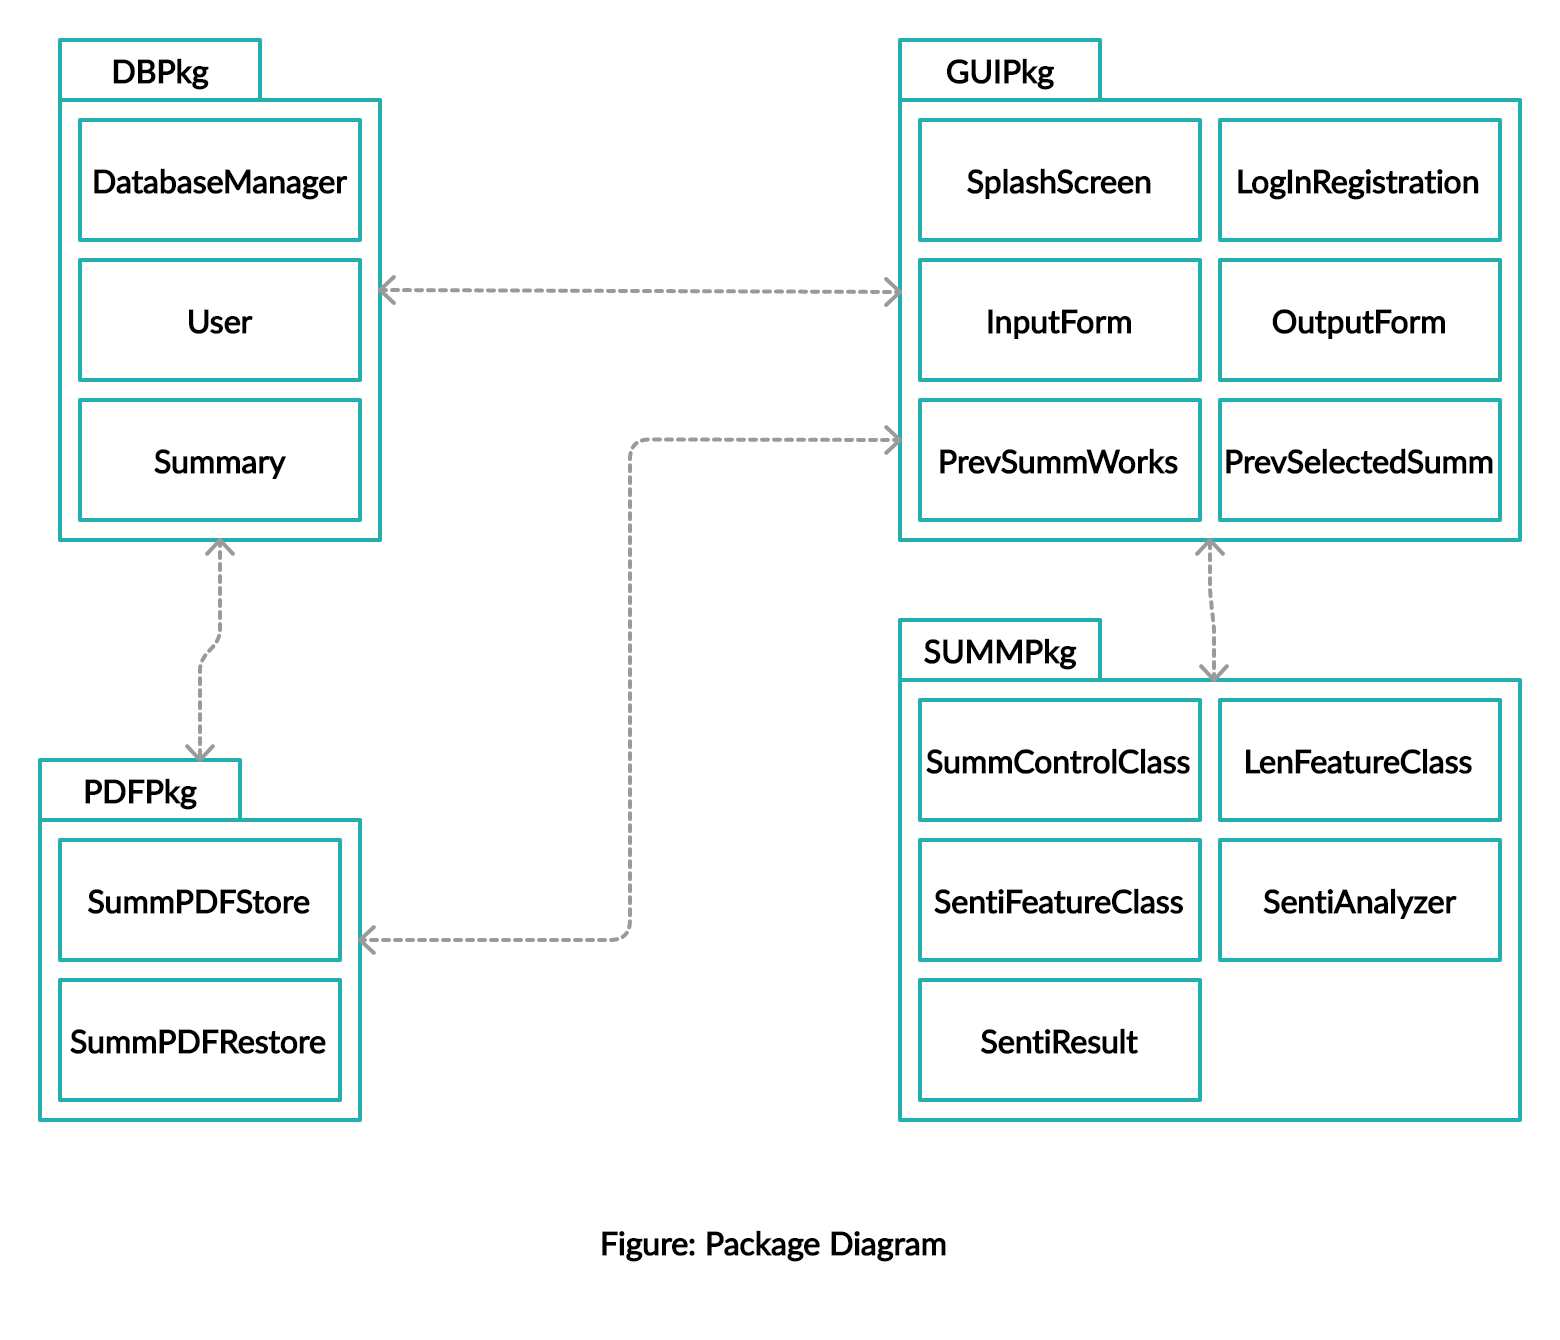 DBPkg
DatabaseManager
User
Summary
GUIPkg
SplashScreen
LogInRegistration
InputForm
OutputForm
PrevSummWorks
PrevSelectedSumm
PDFPkg
SummPDFStore
SummPDFRestore
SUMMPkg
SummControlClass
LenFeatureClass
SentiFeatureClass
SentiAnalyzer
SentiResult
Figure: Package Diagram